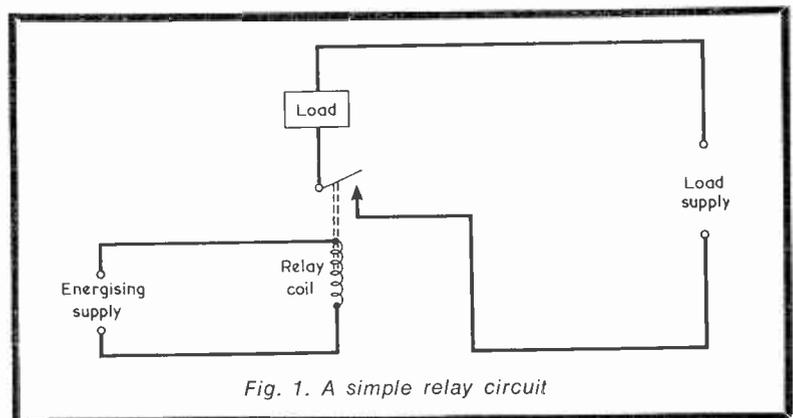 Load
Load
supply
Relay
coil
Energising
supply
Fig. 1. A simple relay circuit